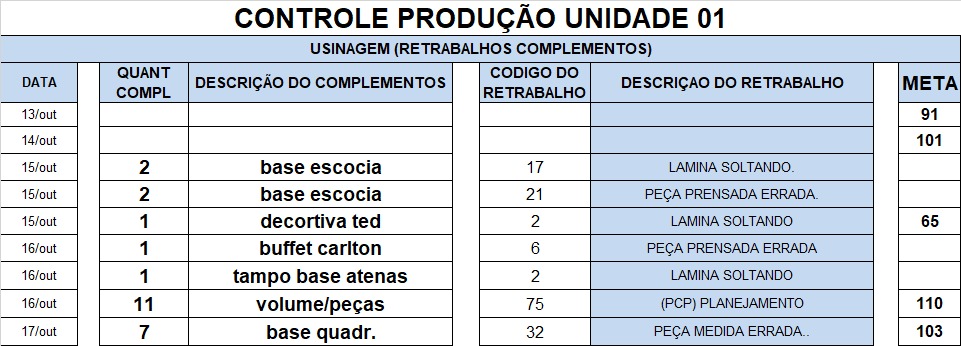 CONTROLE PRODUÇÃO UNIDADE 01
USINAGEM (RETRABALHOS COMPLEMENTOS)
DATA QUANT COMPL DESCRIÇÃO DO COMPLEMENTOS CODIGO DO RETRABALHO DESCRIÇAO DO RETRABALHO META
13/out 91
14/out 101
15/out 2 base escocia 17 LAMINA SOLTANDO.
15/out 2 base escocia 21 PEÇA PRENSADA ERRADA.
15/out 1 decortiva ted 2 LAMINA SOLTANDO 65
16/out 1 buffet carlton 6 PEÇA PRENSADA ERRADA
16/out 1 tampo base atenas 2 LAMINA SOLTANDO
16/out 11 volume/peças 75 (PCP) PLANEJAMENTO 110
17/out 7 base quadr. 32 PEÇA MEDIDA ERRADA.. 103